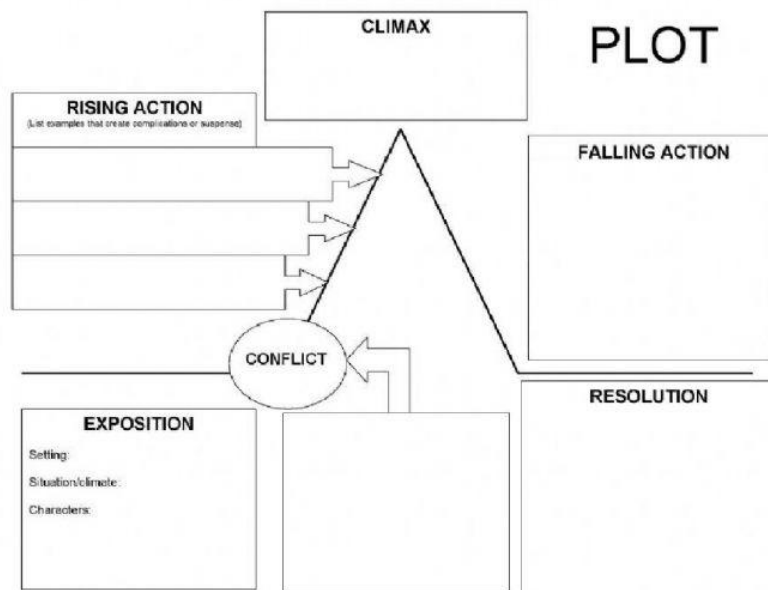 PLOT
CLIMAX
RISING ACTION
(List examples that create complications or suspense)
FALLING ACTION
CONFLICT
EXPOSITION
Setting:
Situation/climate:
Characters:
RESOLUTION